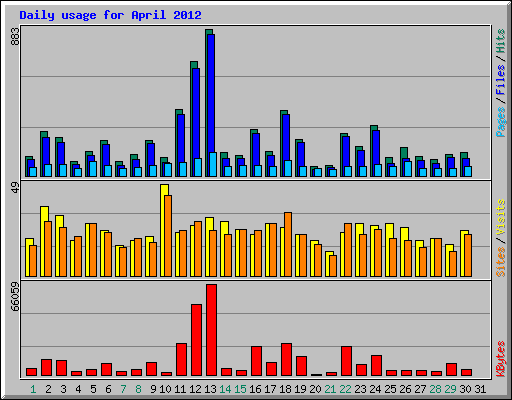 Daily usage for April 2012
883
Pages / Files / Hits
49
Sites / Visits
66059
KBytes
1 2 3 4 5 6 7 8 9 10 11 12 13 14 15 16 17 18 19 20 21 22 23 24 25 26 27 28 29 30 31